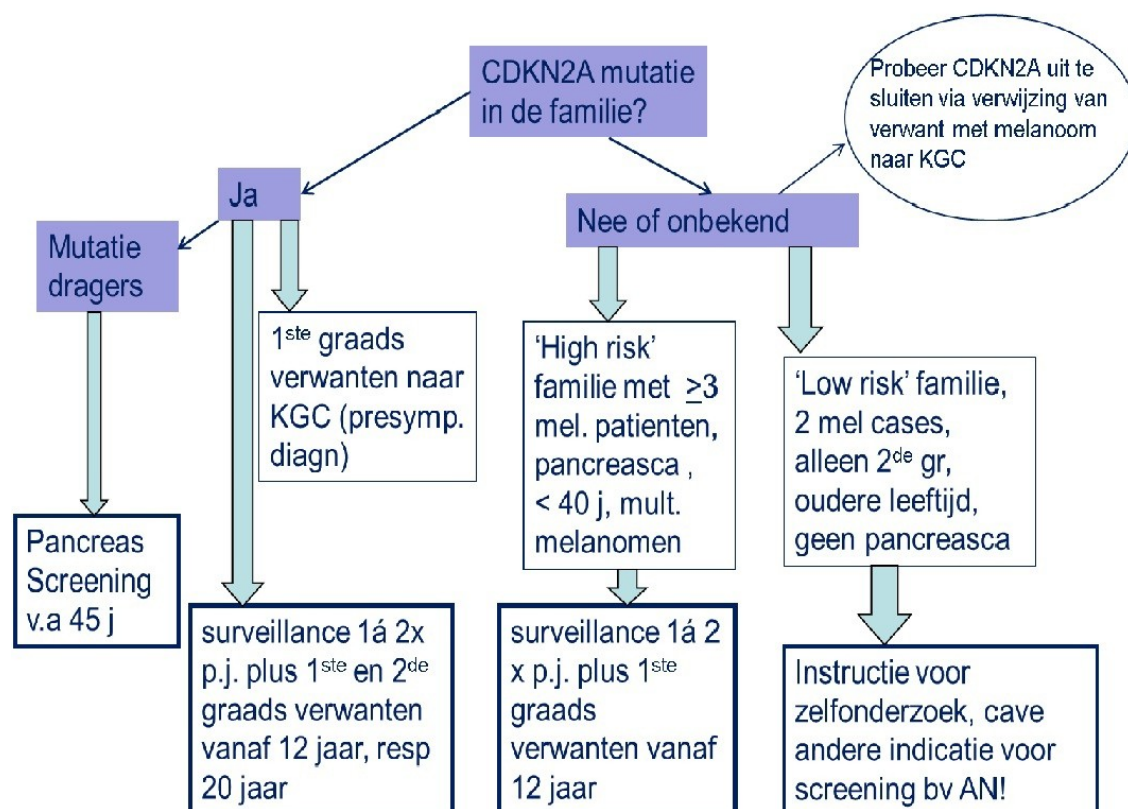 CDKN2A mutatie
in de familie?
Probeer CDKN2A uit te
sluiten via verwijzing van
verwant met melanoom
naar KGC
Ja
Nee of onbekend
Mutatie
dragers
1ste graads
verwanten naar
KGC (presymp.
diagn)
‘High risk’
familie met ≥3
mel. patienten,
pancreasca ,
< 40 j, mult.
melanomen
‘Low risk’ familie,
2 mel cases,
alleen 2de gr,
oudere leeftijd,
geen pancreasca
Pancreas
Screening
v.a 45 j
surveillance 1á 2x
p.j. plus 1ste en 2de
graads verwanten
vanaf 12 jaar, resp
20 jaar
surveillance 1á 2
x p.j. plus 1ste
graads
verwanten vanaf
12 jaar
Instructie voor
zelfonderzoek, cave
andere indicatie voor
screening bv AN!